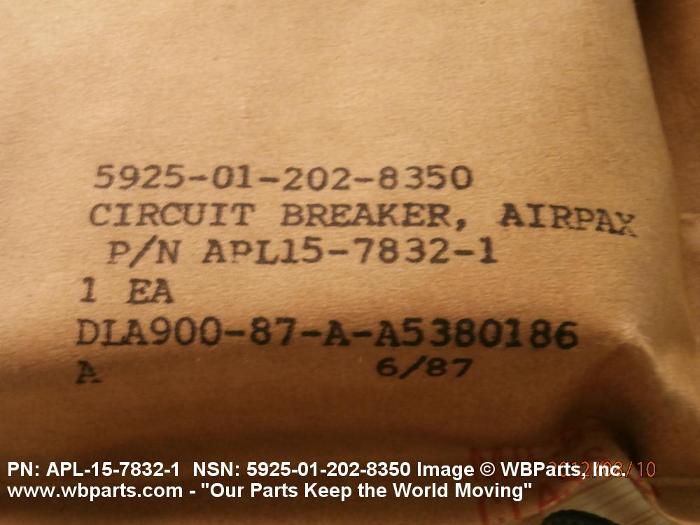 5925-01-202-8350
CIRCUIT BREAKER, AIRPAX
P/N APL15-7832-1
1 EA
DLA900-87-A-A5380186
A 6/87
PN: APL-15-7832-1 NSN: 5925-01-202-8350 Image © WBParts, Inc.
www.wbparts.com - "Our Parts Keep the World Moving"